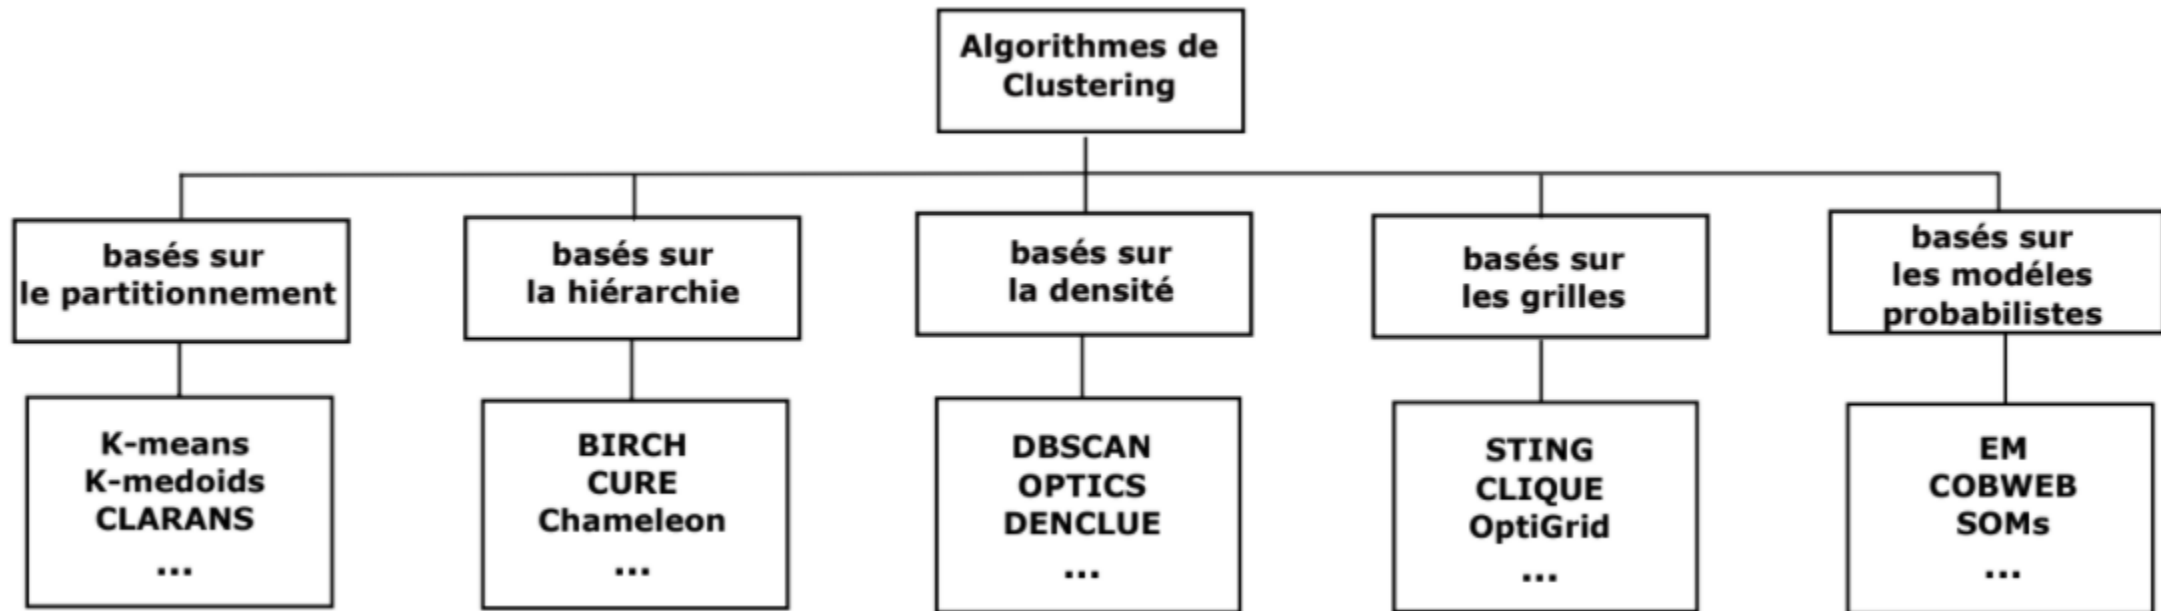 Algorithmes de
Clustering
basés sur
le partitionnement
basés sur
la hiérarchie
basés sur
la densité
basés sur
les grilles
basés sur
les modéles
probabilistes
K-means
K-medoids
CLARANS
...
BIRCH
CURE
Chameleon
...
DBSCAN
OPTICS
DENCLUE
...
STING
CLIQUE
OptiGrid
...
EM
COBWEB
SOMs
...